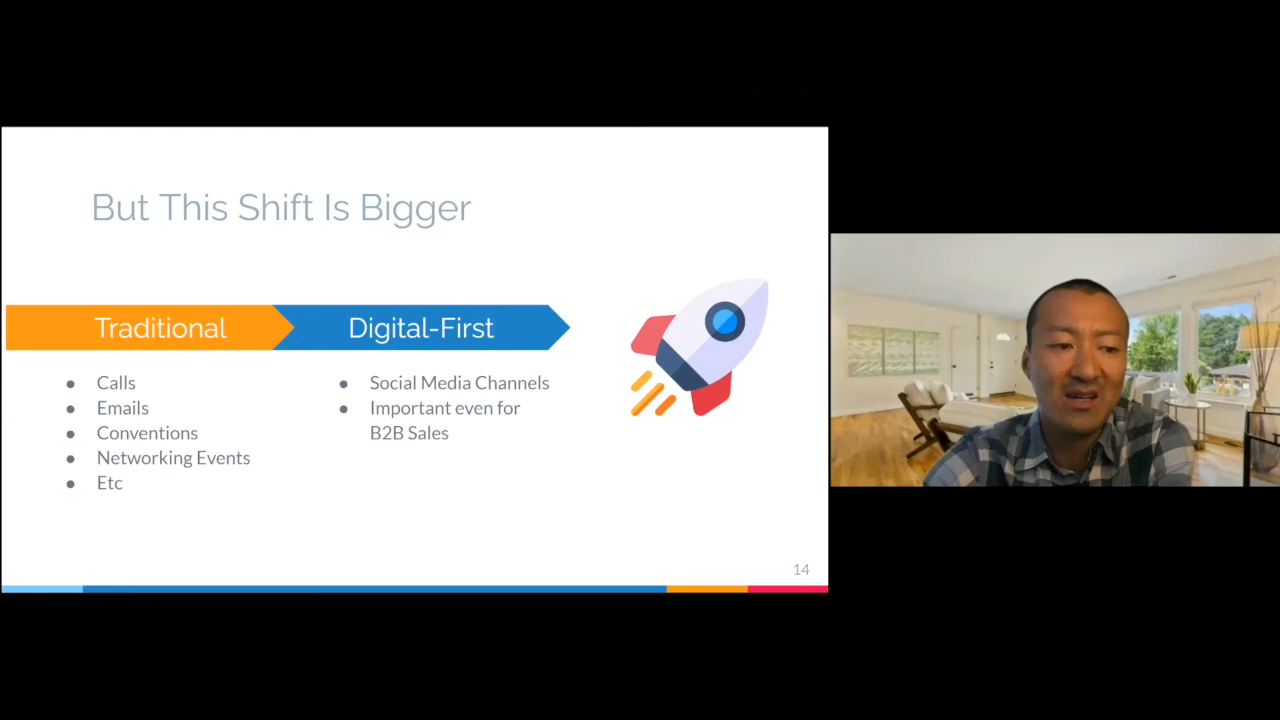 But This Shift Is Bigger
Traditional
Digital-First
Calls
Emails
Conventions
Networking Events
Etc
Social Media Channels
Important even for
B2B Sales
14